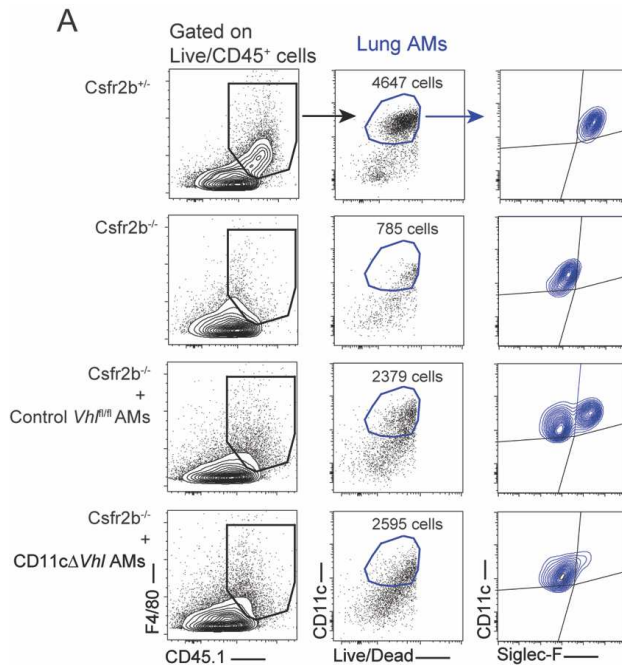 A
Gated on
Live/CD45+ cells
Lung AMs
Csfr2b+/-
4647 cells
Csfr2b-/-
785 cells
Csfr2b-/-
+
Control Vhlfl/fl AMs
2379 cells
Csfr2b-/-
+
CD11cΔVhl AMs
2595 cells
F4/80
CD45.1
CD11c
Live/Dead
CD11c
Siglec-F